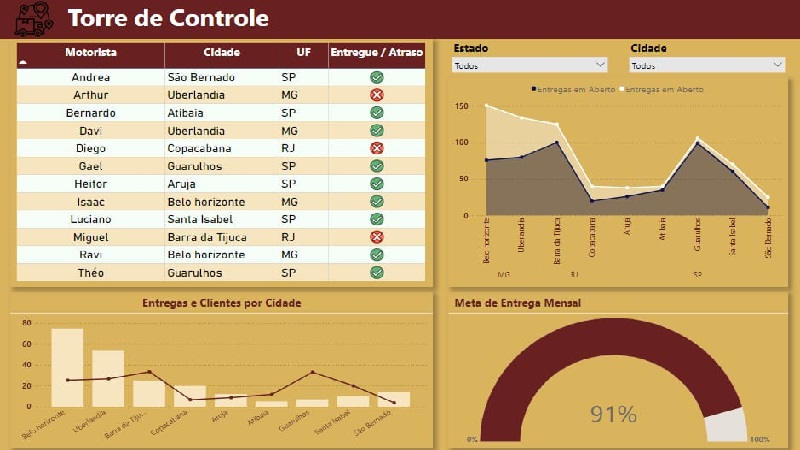 Torre de Controle
Motorista Cidade UF Entregue / Atraso
Andrea São Bernado SP
Arthur Uberlandia MG
Bernardo Atibaia SP
Davi Uberlandia MG
Diego Copacabana RJ
Gael Guarulhos SP
Heitor Aruja SP
Isaac Belo horizonte MG
Luciano Santa Isabel SP
Miguel Barra da Tijuca RJ
Ravi Belo horizonte MG
Théo Guarulhos SP
Estado Cidade
Todos Todos
Entregas em Aberto Entregas em Aberto
150
100
50
0
Belo horizonte Uberlandia Barra da Tijuca Copacabana Aruja Atibaia Guarulhos Santa Isabel São Bernado
MG RJ SP
Entregas e Clientes por Cidade
80
60
40
20
0
Belo horizonte Uberlandia Barra da Tiju... Copacabana Aruja Atibaia Guarulhos Santa Isabel São Bernado
Meta de Entrega Mensal
91%
0% 100%